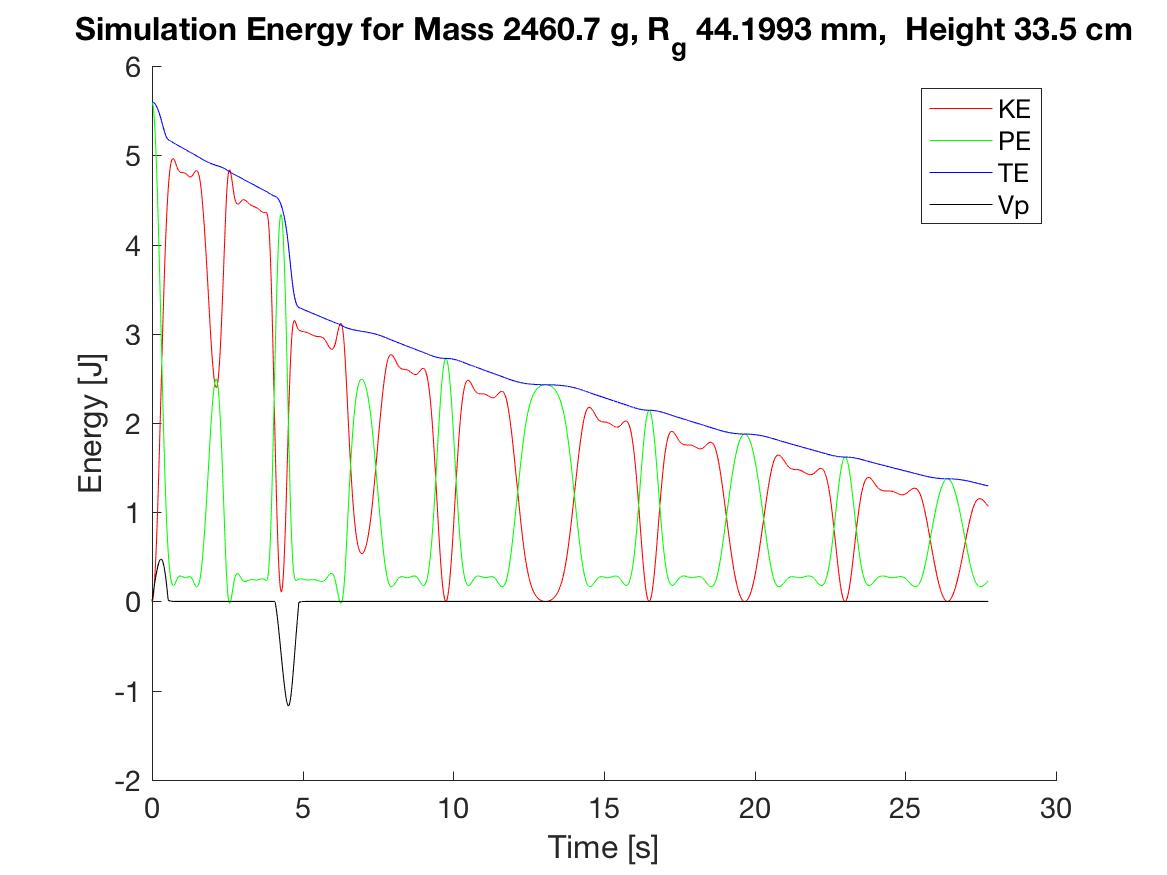 Simulation Energy for Mass 2460.7 g, R_g 44.1993 mm,  Height 33.5 cm
6
5
4
3
2
1
0
-1
-2
Energy [J]
KE
PE
TE
Vp
0 5 10 15 20 25 30
Time [s]